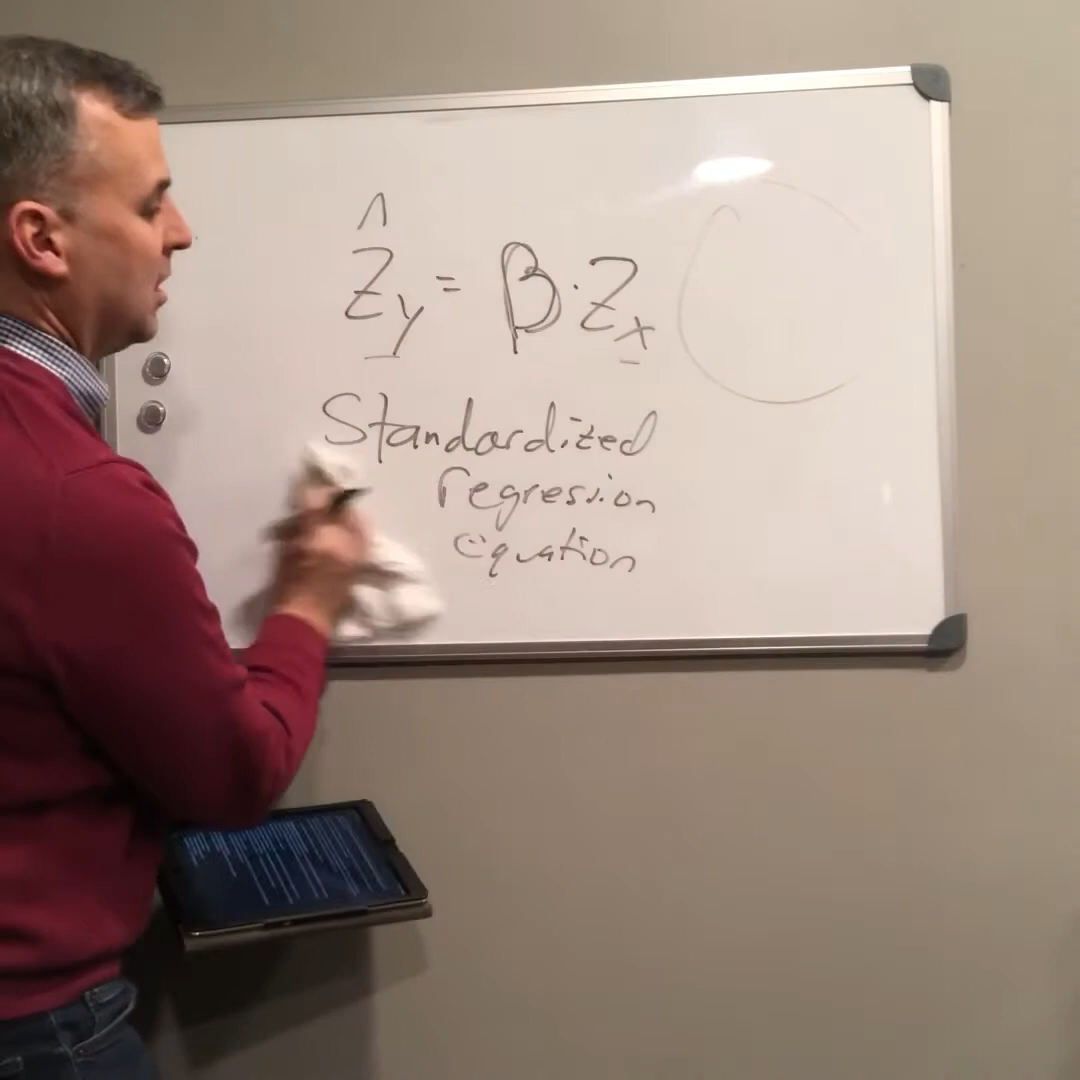 Ẑy = β·Zx
Standardized
regression
equation